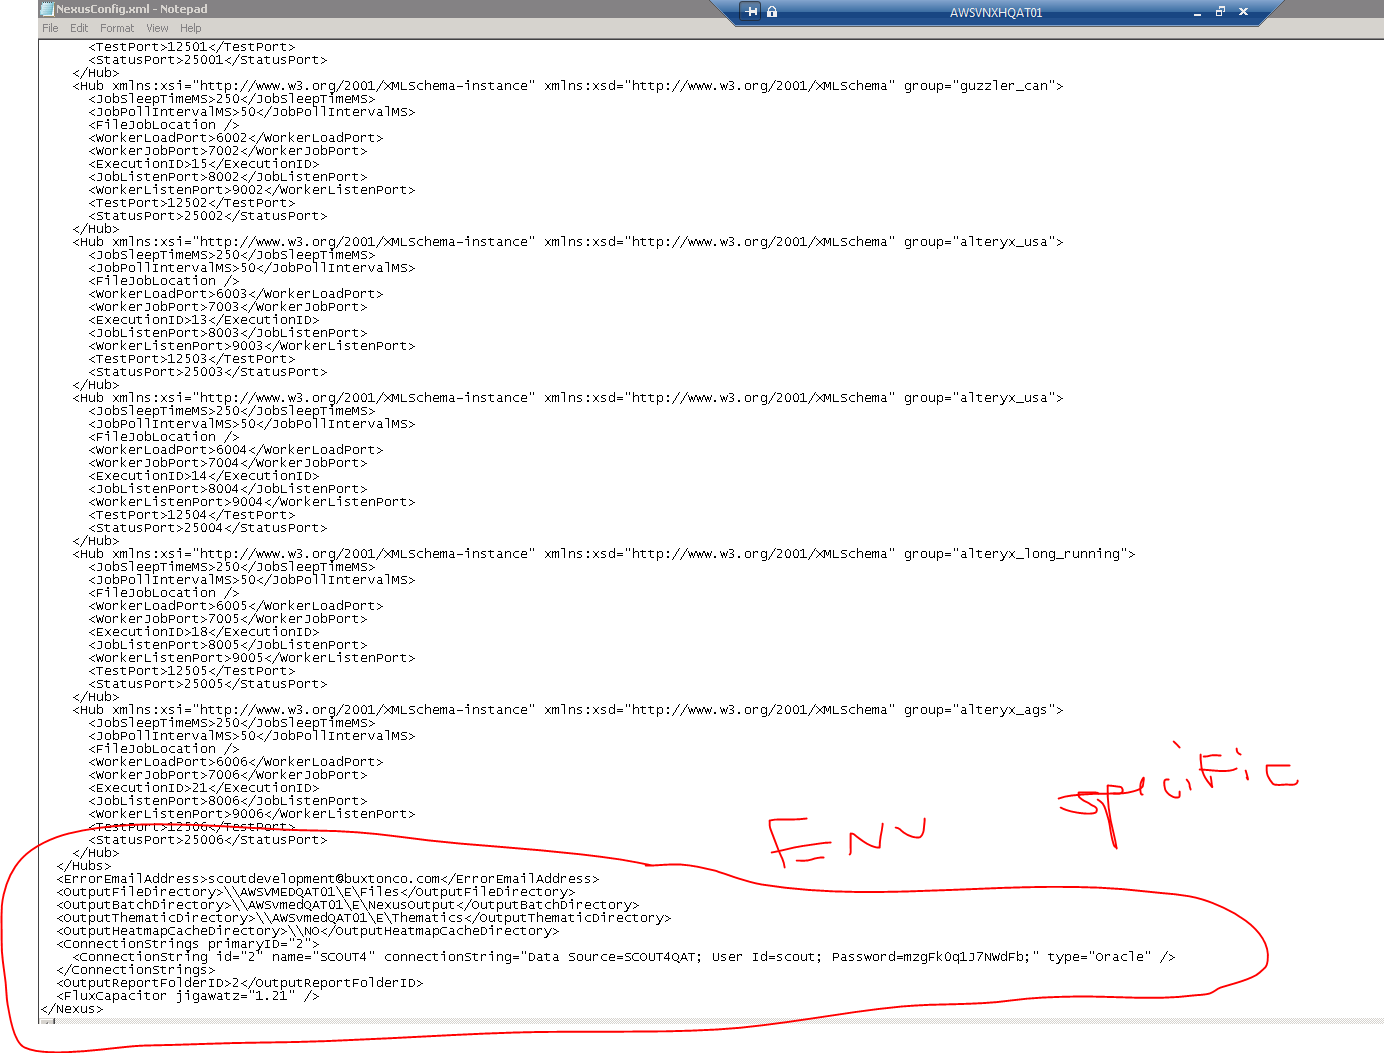 NexusConfig.xml - Notepad
AWSVNXHQAT01
File Edit Format View Help
<TestPort>12501</TestPort>
<StatusPort>25001</StatusPort>
</Hub>
<Hub xmlns:xsi="http://www.w3.org/2001/XMLSchema-instance" xmlns:xsd="http://www.w3.org/2001/XMLSchema" group="guzzler_can">
<JobSleepTimeMS>250</JobSleepTimeMS>
<JobPollIntervalMS>50</JobPollIntervalMS>
<FileJobLocation />
<WorkerLoadPort>6002</WorkerLoadPort>
<WorkerJobPort>7002</WorkerJobPort>
<ExecutionID>15</ExecutionID>
<JobListenPort>8002</JobListenPort>
<WorkerListenPort>9002</WorkerListenPort>
<TestPort>12502</TestPort>
<StatusPort>25002</StatusPort>
</Hub>
<Hub xmlns:xsi="http://www.w3.org/2001/XMLSchema-instance" xmlns:xsd="http://www.w3.org/2001/XMLSchema" group="alteryx_usa">
<JobSleepTimeMS>250</JobSleepTimeMS>
<JobPollIntervalMS>50</JobPollIntervalMS>
<FileJobLocation />
<WorkerLoadPort>6003</WorkerLoadPort>
<WorkerJobPort>7003</WorkerJobPort>
<ExecutionID>13</ExecutionID>
<JobListenPort>8003</JobListenPort>
<WorkerListenPort>9003</WorkerListenPort>
<TestPort>12503</TestPort>
<StatusPort>25003</StatusPort>
</Hub>
<Hub xmlns:xsi="http://www.w3.org/2001/XMLSchema-instance" xmlns:xsd="http://www.w3.org/2001/XMLSchema" group="alteryx_usa">
<JobSleepTimeMS>250</JobSleepTimeMS>
<JobPollIntervalMS>50</JobPollIntervalMS>
<FileJobLocation />
<WorkerLoadPort>6004</WorkerLoadPort>
<WorkerJobPort>7004</WorkerJobPort>
<ExecutionID>14</ExecutionID>
<JobListenPort>8004</JobListenPort>
<WorkerListenPort>9004</WorkerListenPort>
<TestPort>12504</TestPort>
<StatusPort>25004</StatusPort>
</Hub>
<Hub xmlns:xsi="http://www.w3.org/2001/XMLSchema-instance" xmlns:xsd="http://www.w3.org/2001/XMLSchema" group="alteryx_long_running">
<JobSleepTimeMS>250</JobSleepTimeMS>
<JobPollIntervalMS>50</JobPollIntervalMS>
<FileJobLocation />
<WorkerLoadPort>6005</WorkerLoadPort>
<WorkerJobPort>7005</WorkerJobPort>
<ExecutionID>18</ExecutionID>
<JobListenPort>8005</JobListenPort>
<WorkerListenPort>9005</WorkerListenPort>
<TestPort>12505</TestPort>
<StatusPort>25005</StatusPort>
</Hub>
<Hub xmlns:xsi="http://www.w3.org/2001/XMLSchema-instance" xmlns:xsd="http://www.w3.org/2001/XMLSchema" group="alteryx_ags">
<JobSleepTimeMS>250</JobSleepTimeMS>
<JobPollIntervalMS>50</JobPollIntervalMS>
<FileJobLocation />
<WorkerLoadPort>6006</WorkerLoadPort>
<WorkerJobPort>7006</WorkerJobPort>
<ExecutionID>21</ExecutionID>
<JobListenPort>8006</JobListenPort>
<WorkerListenPort>9006</WorkerListenPort>
<TestPort>12506</TestPort>
<StatusPort>25006</StatusPort>
</Hub>
</Hubs>
Env specific
<ErrorEmailAddress>scoutdevelopment@buxtonco.com</ErrorEmailAddress>
<OutputFileDirectory>\\AWSVMEDQAT01\E\Files</OutputFileDirectory>
<OutputBatchDirectory>\\AWSvmedQAT01\E\NexusOutput</OutputBatchDirectory>
<OutputThematicDirectory>\\AWSvmedQAT01\E\Thematics</OutputThematicDirectory>
<OutputHeatmapCacheDirectory>\\NO</OutputHeatmapCacheDirectory>
<ConnectionStrings primaryID="2">
<ConnectionString id="2" name="SCOUT4" connectionString="Data Source=SCOUT4QAT; User Id=scout; Password=mzgFk0q1J7NWdFb;" type="Oracle" />
</ConnectionStrings>
<OutputReportFolderID>2</OutputReportFolderID>
<FluxCapacitor jigawatz="1.21" />
</Nexus>